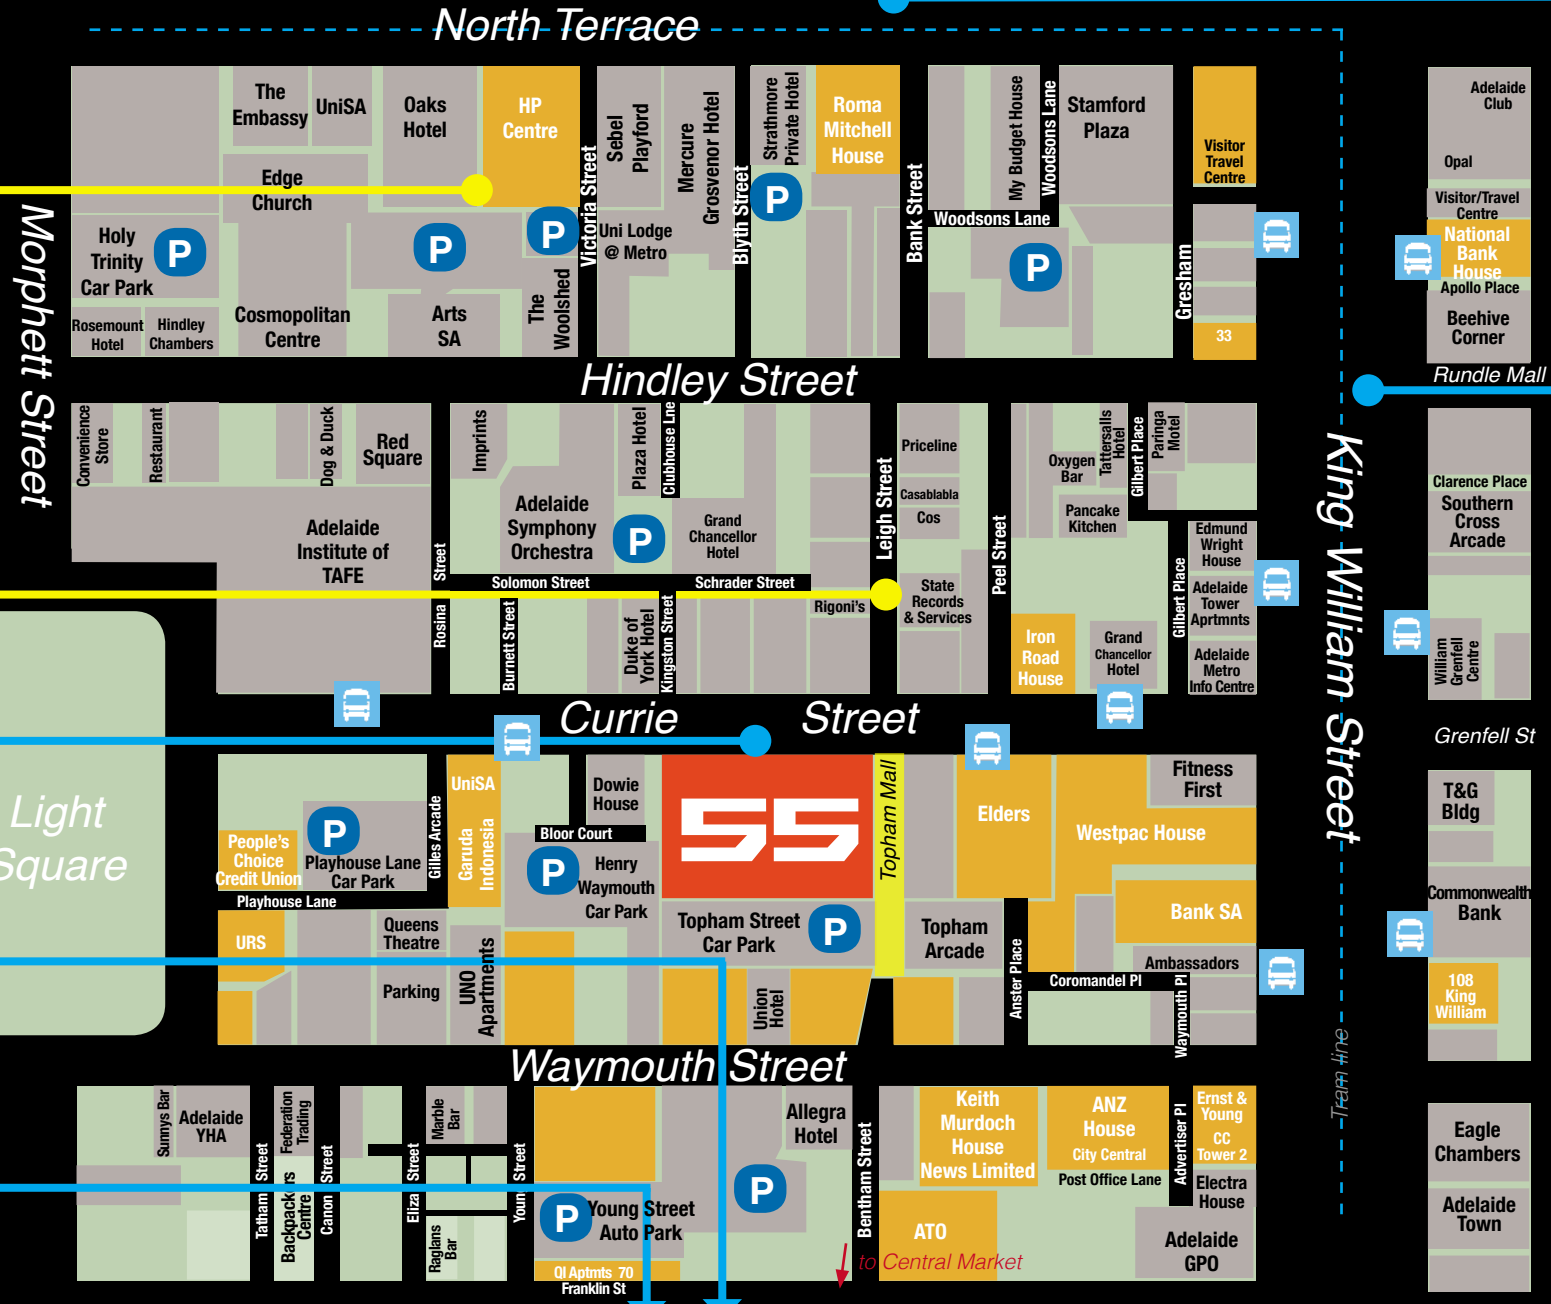 North Terrace
The
Embassy
UniSA
Oaks
Hotel
HP
Centre
Sebel
Playford
Mercure
Grosvenor Hotel
Strathmore
Private Hotel
Roma
Mitchell
House
My Budget House
Woodsons Lane
Stamford
Plaza
Visitor
Travel
Centre
Adelaide
Club
Opal
Visitor/Travel
Centre
National
Bank
House
Apollo Place
Beehive
Corner
Edge
Church
Victoria Street
Blyth Street
P
Bank Street
Woodsons Lane
Morphett Street
Holy
Trinity
Car Park
P
P
P
Uni Lodge
@ Metro
P
Gresham
Rosemount
Hotel
Hindley
Chambers
Cosmopolitan
Centre
Arts
SA
The
Woolshed
33
Hindley Street
Rundle Mall
Convenience
Store
Restaurant
Dog & Duck
Red
Square
Imprints
Plaza Hotel
Clubhouse Lne
Leigh Street
Priceline
Casablabla
Cos
Peel Street
Oxygen
Bar
Tattersalls
Hotel
Gilbert Place
Paringa
Motel
Pancake
Kitchen
King William Street
Clarence Place
Southern
Cross
Arcade
Adelaide
Institute of
TAFE
Rosina Street
Adelaide
Symphony
Orchestra
P
Grand
Chancellor
Hotel
Solomon Street
Schrader Street
Edmund
Wright
House
Adelaide
Tower
Aprtmnts
Gilbert Place
Adelaide
Metro
Info Centre
Burnett Street
Duke of
York Hotel
Kingston Street
Rigoni's
State
Records
& Services
Iron
Road
House
Grand
Chancellor
Hotel
William
Grenfell
Centre
Currie Street
Grenfell St
Light
Square
People's
Choice
Credit Union
P
Playhouse Lane
Car Park
Gilles Arcade
UniSA
Garuda
Indonesia
Dowie
House
Bloor Court
P
Henry
Waymouth
Car Park
55
Topham Mall
Elders
Westpac House
Fitness
First
T&G
Bldg
Playhouse Lane
URS
Queens
Theatre
Parking
UNO
Apartments
Topham Street
Car Park
P
Topham
Arcade
Anster Place
Bank SA
Ambassadors
Coromandel Pl
Waymouth Pl
Commonwealth
Bank
108
King
William
Union
Hotel
Waymouth Street
Tram line
Sunnys Bar
Adelaide
YHA
Tatham Street
Federation
Trading
Backpackers
Centre
Canon Street
Eliza Street
Marble
Bar
Raglans
Bar
Young Street
P
Young Street
Auto Park
QI Aptmts 70
Franklin St
Allegra
Hotel
P
Bentham Street
Keith
Murdoch
House
News Limited
ANZ
House
City Central
Post Office Lane
Advertiser Pl
Ernst &
Young
CC
Tower 2
Electra
House
ATO
Adelaide
GPO
to Central Market
Eagle
Chambers
Adelaide
Town